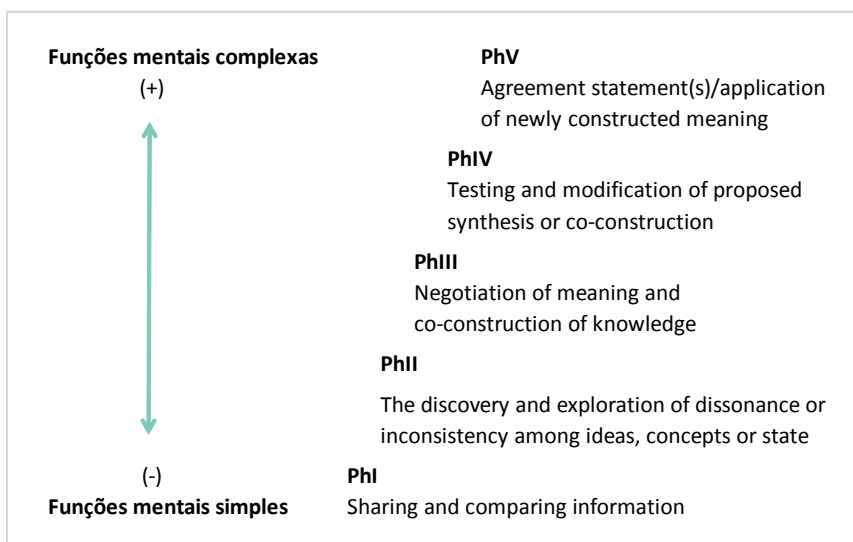 Funções mentais complexas
(+)
PhV
Agreement statement(s)/application
of newly constructed meaning
PhIV
Testing and modification of proposed
synthesis or co-construction
PhIII
Negotiation of meaning and
co-construction of knowledge
PhII
The discovery and exploration of dissonance or
inconsistency among ideas, concepts or state
(-)
Funções mentais simples
PhI
Sharing and comparing information